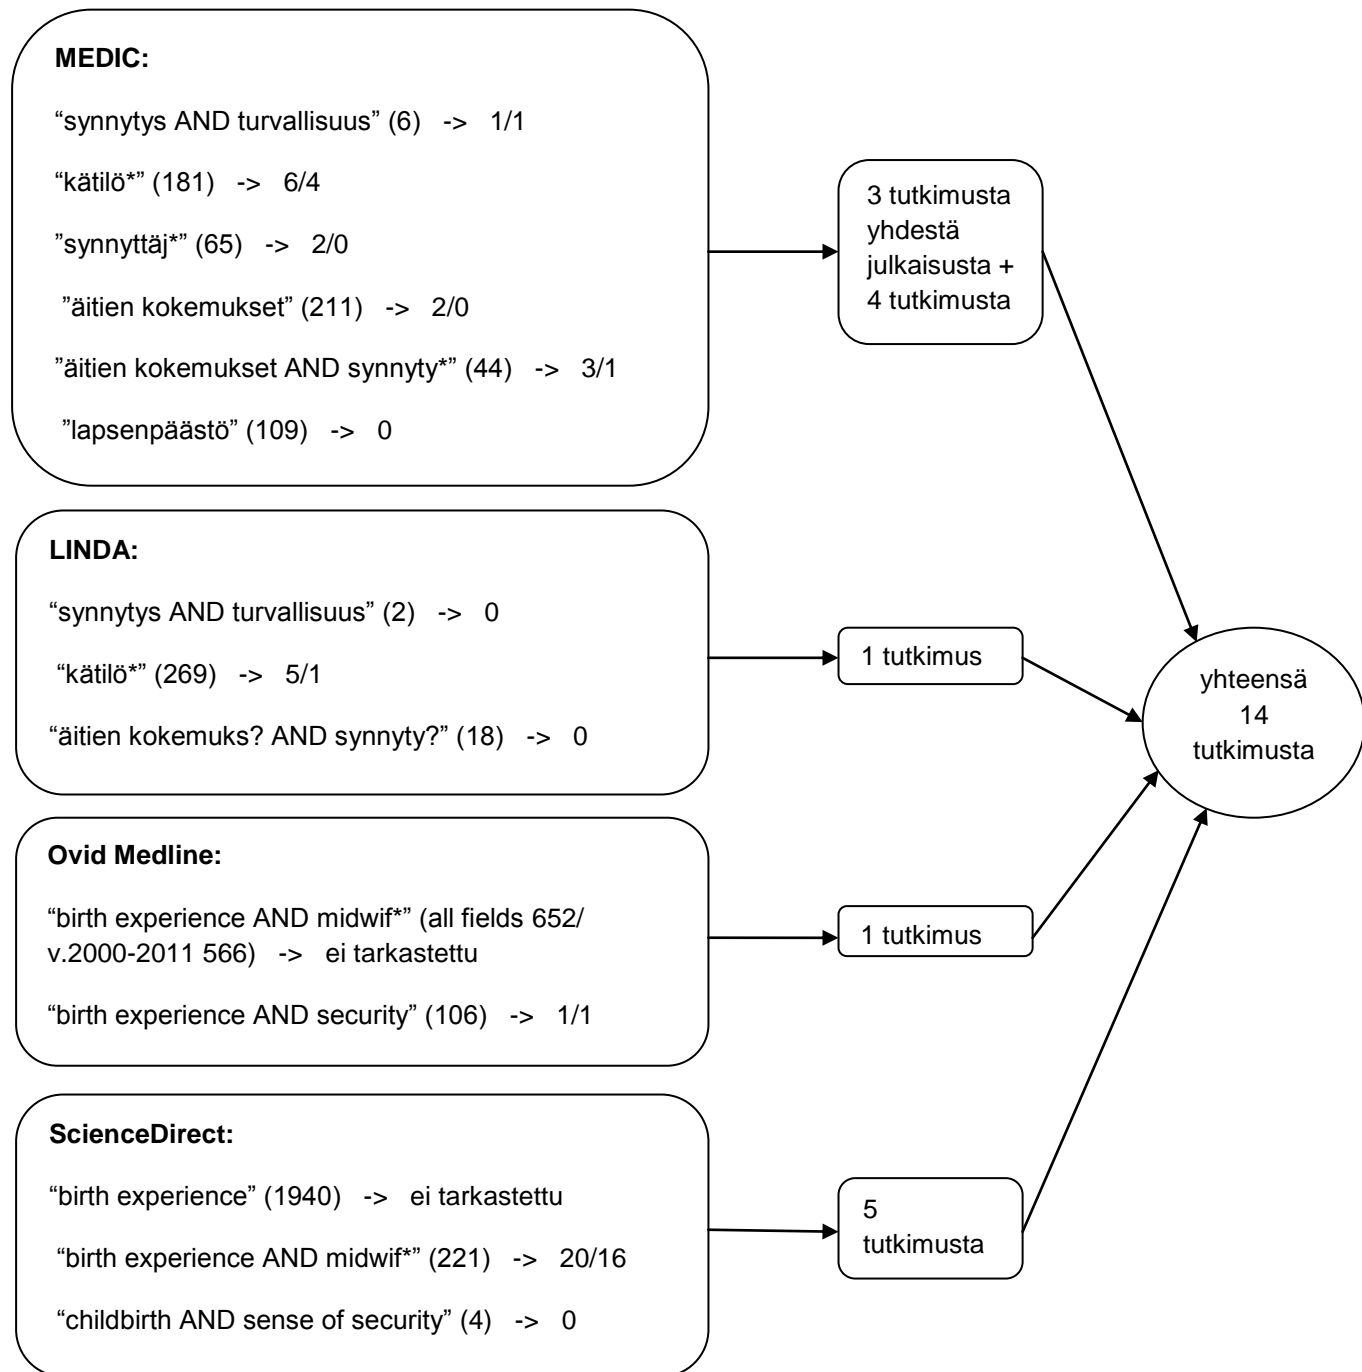 MEDIC:
“synnytys AND turvallisuus” (6) -> 1/1
“kätilö*” (181) -> 6/4
”synnyttäj*” (65) -> 2/0
”äitien kokemukset” (211) -> 2/0
”äitien kokemukset AND synnyty*” (44) -> 3/1
”lapsenpäästö” (109) -> 0
3 tutkimusta
yhdestä
julkaisusta +
4 tutkimusta
LINDA:
“synnytys AND turvallisuus” (2) -> 0
“kätilö*” (269) -> 5/1
“äitien kokemuks? AND synnyty?” (18) -> 0
1 tutkimus
Ovid Medline:
“birth experience AND midwif*” (all fields 652/
v.2000-2011 566) -> ei tarkastettu
“birth experience AND security” (106) -> 1/1
1 tutkimus
ScienceDirect:
“birth experience” (1940) -> ei tarkastettu
“birth experience AND midwif*” (221) -> 20/16
“childbirth AND sense of security” (4) -> 0
5
tutkimusta
yhteensä
14
tutkimusta